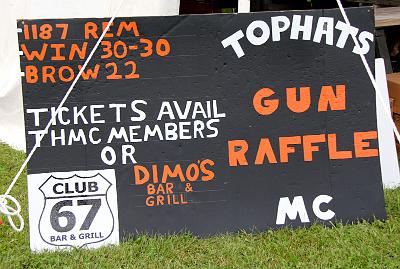 1187 REM
WIN 30-30
BROW 22
TOPHATS
GUN
RAFFLE
MC
TICKETS AVAIL
THMC MEMBERS
OR
DIMO'S
BAR &
GRILL
CLUB
67
BAR & GRILL